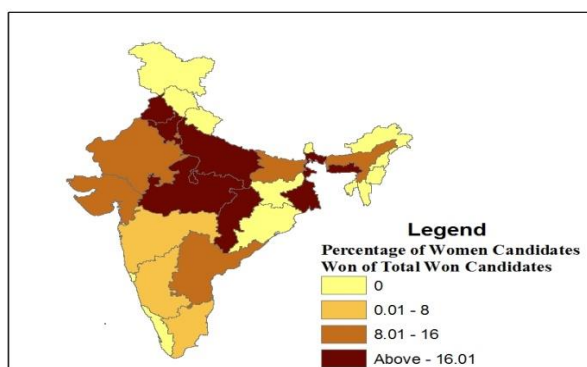 Legend
Percentage of Women Candidates
Won of Total Won Candidates
0
0.01 - 8
8.01 - 16
Above - 16.01